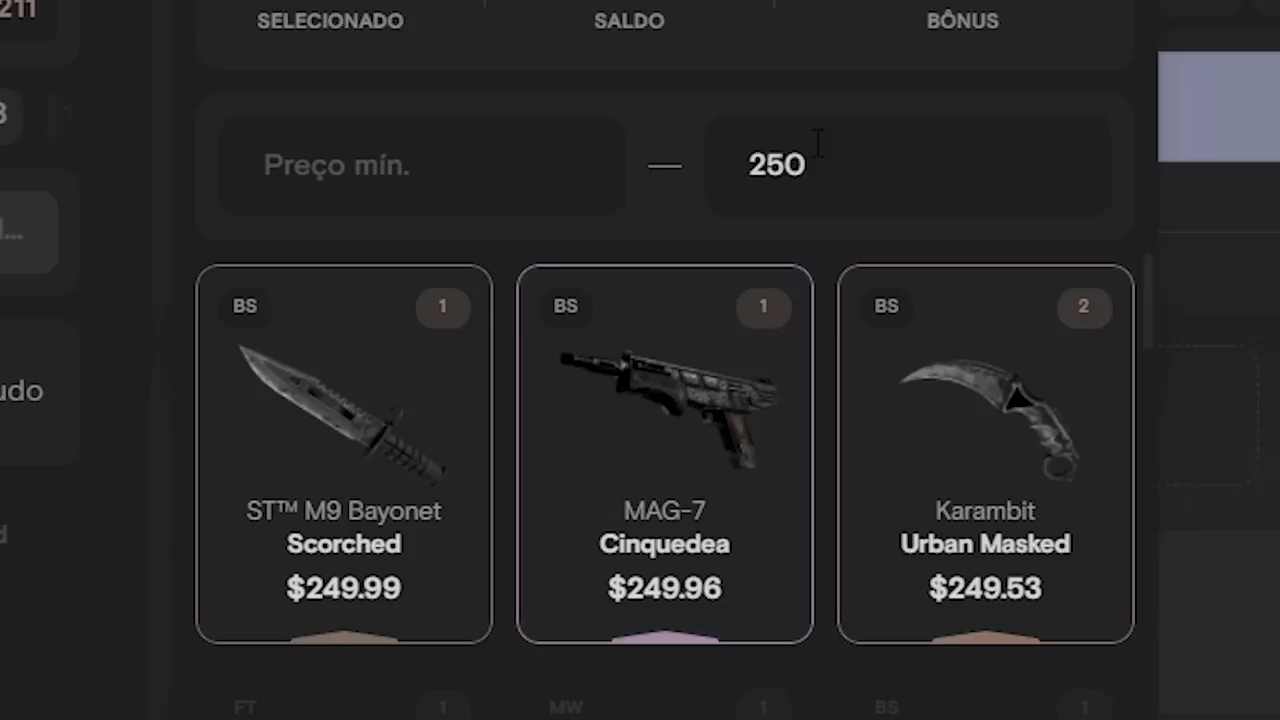 211
SELECIONADO SALDO BÔNUS
Preço mín. — 250
BS 1 BS 1 BS 2
ST™ M9 Bayonet MAG-7 Karambit
Scorched Cinquedea Urban Masked
udo
$249.99 $249.96 $249.53
FT 1 MW 1 BS 1